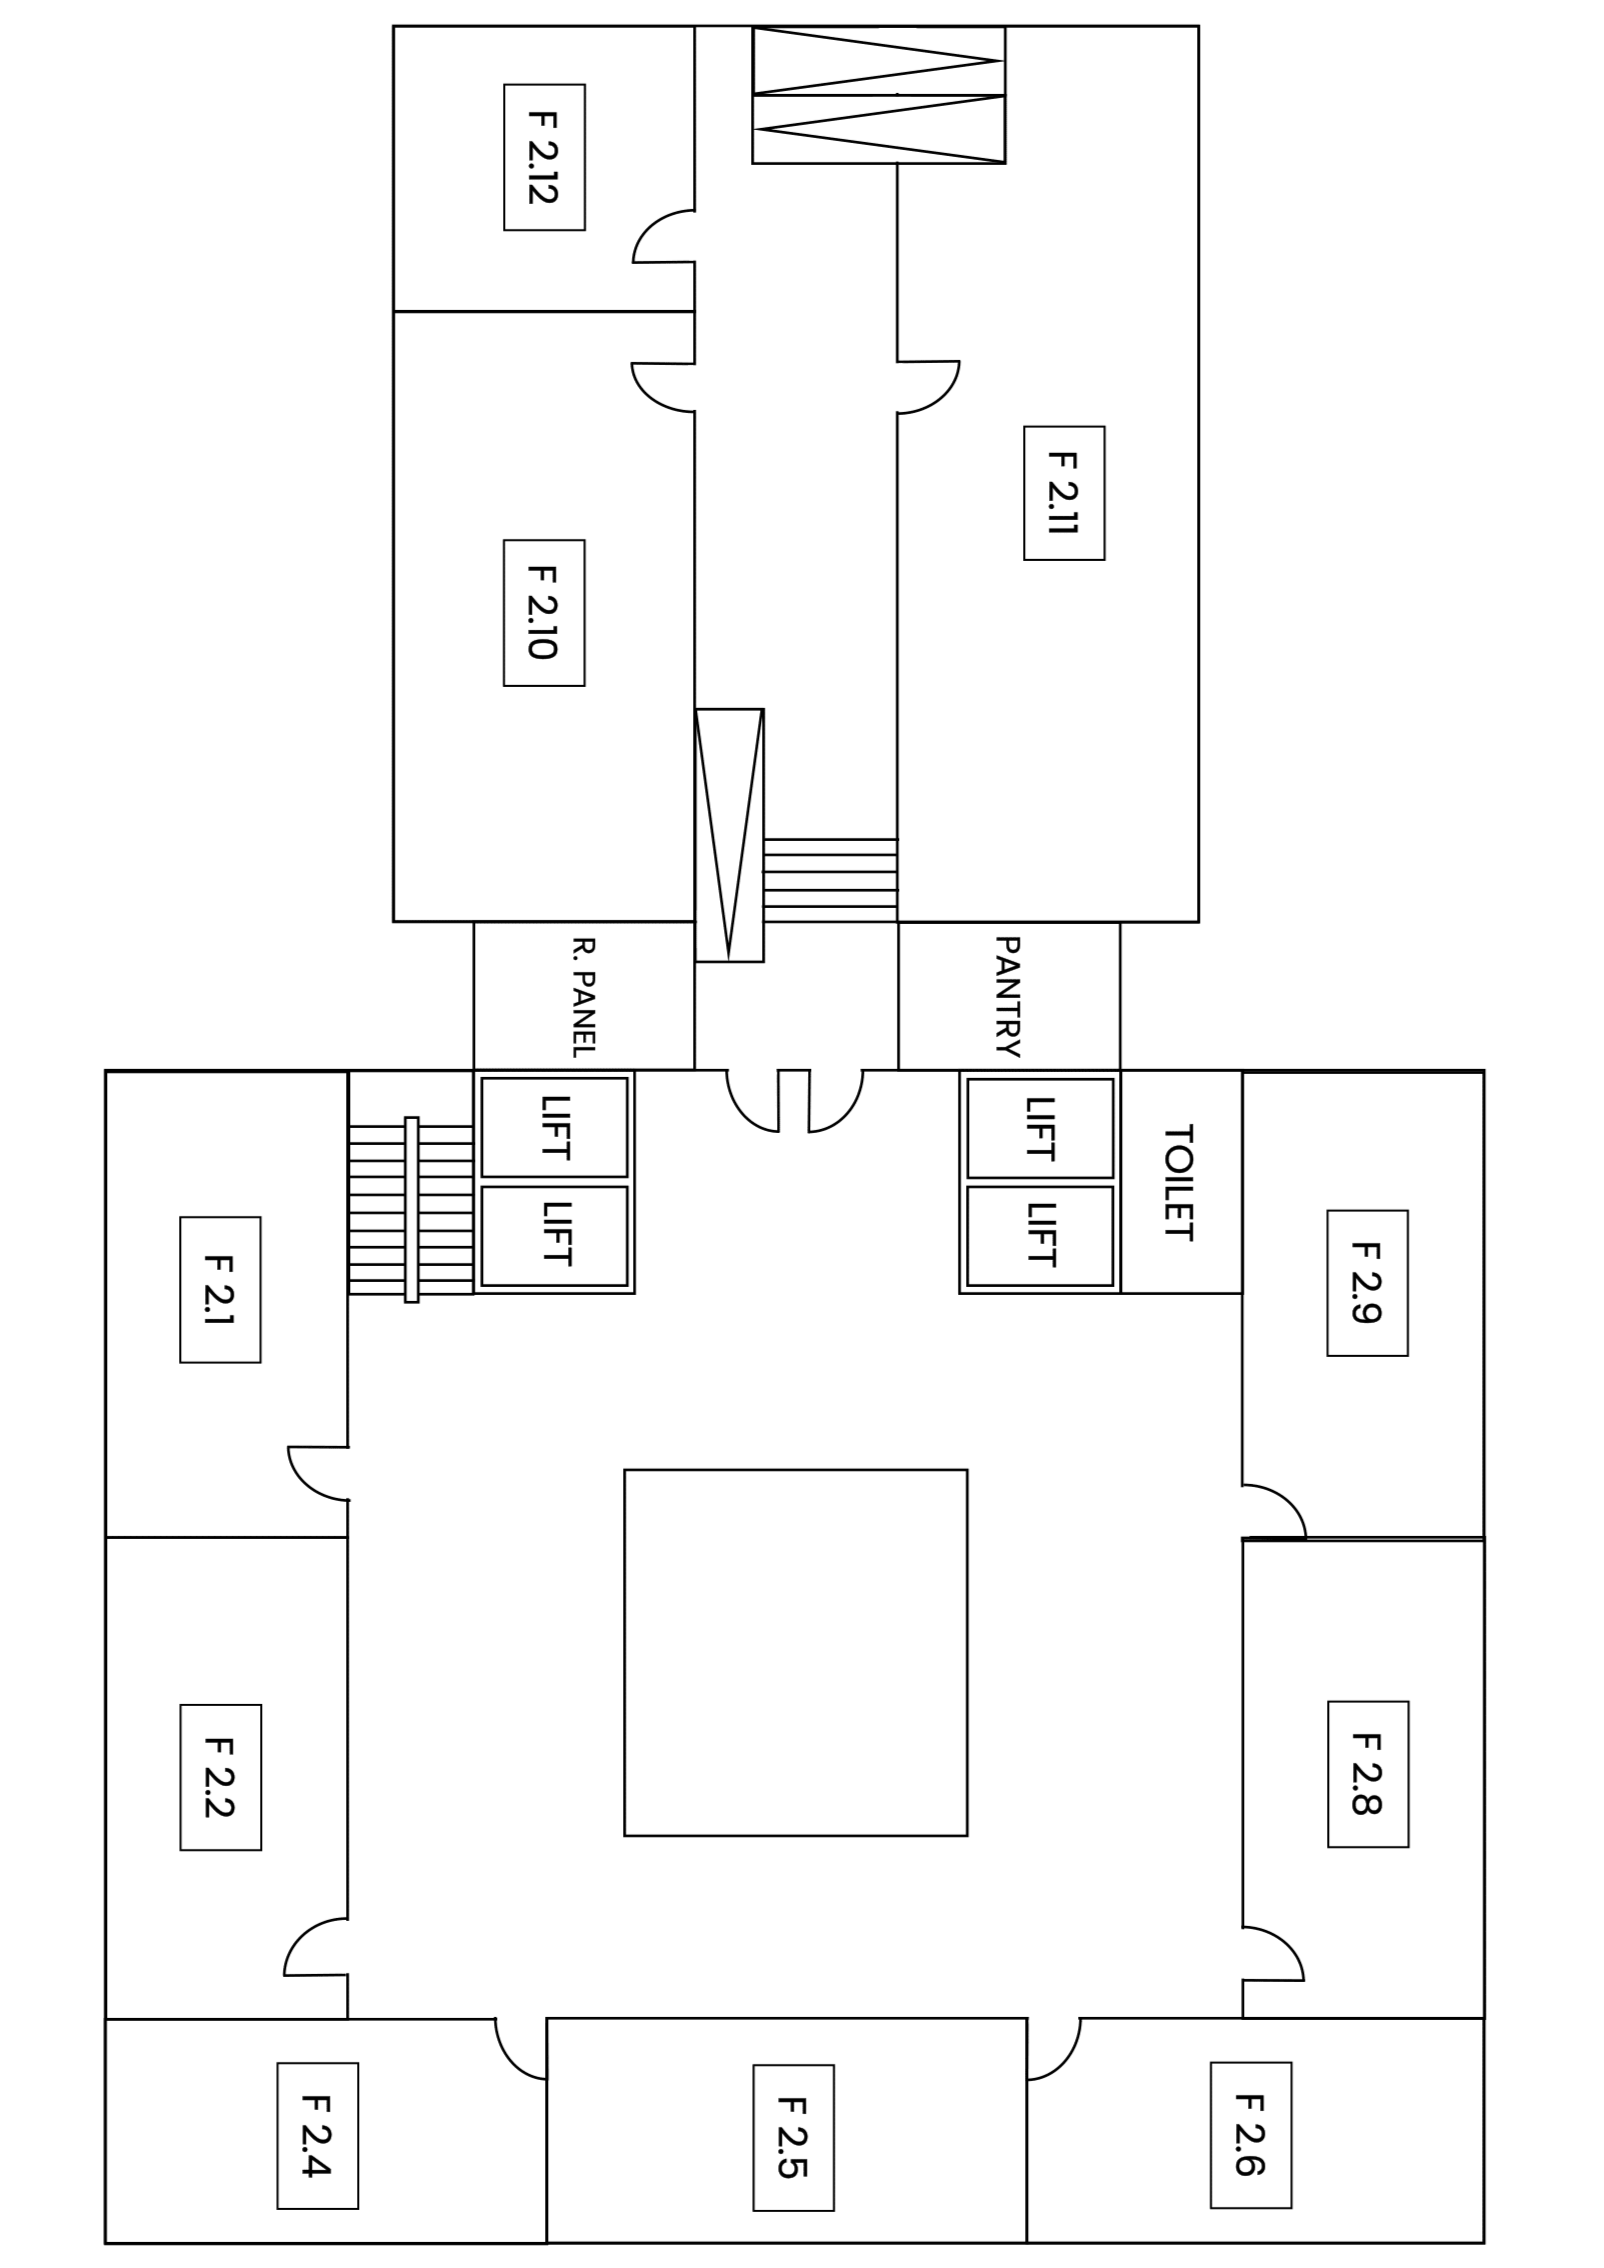 F 2.12
F 2.11
F 2.10
R. PANEL
PANTRY
LIFT
LIFT
TOILET
LIFT
LIFT
F 2.1
F 2.9
F 2.2
F 2.8
F 2.4
F 2.5
F 2.6